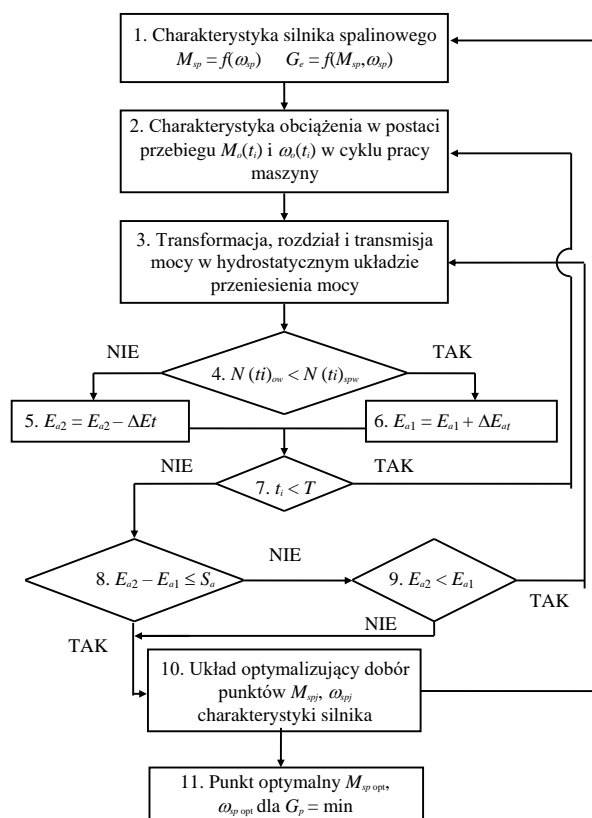 1. Charakterystyka silnika spalinowego
M_sp = f(ω_sp) G_e = f(M_sp, ω_sp)
2. Charakterystyka obciążenia w postaci
przebiegu M_o(t_i) i ω_o(t_i) w cyklu pracy
maszyny
3. Transformacja, rozdział i transmisja
mocy w hydrostatycznym układzie
przeniesienia mocy
NIE
TAK
4. N (ti)_ow < N (ti)_spw
5. E_a2 = E_a2 – ΔEt
6. E_a1 = E_a1 + ΔE_at
NIE
TAK
7. t_i < T
NIE
8. E_a2 – E_a1 ≤ S_a
9. E_a2 < E_a1
TAK
NIE
TAK
10. Układ optymalizujący dobór
punktów M_spj, ω_spj
charakterystyki silnika
11. Punkt optymalny M_sp opt,
ω_sp opt dla G_p = min